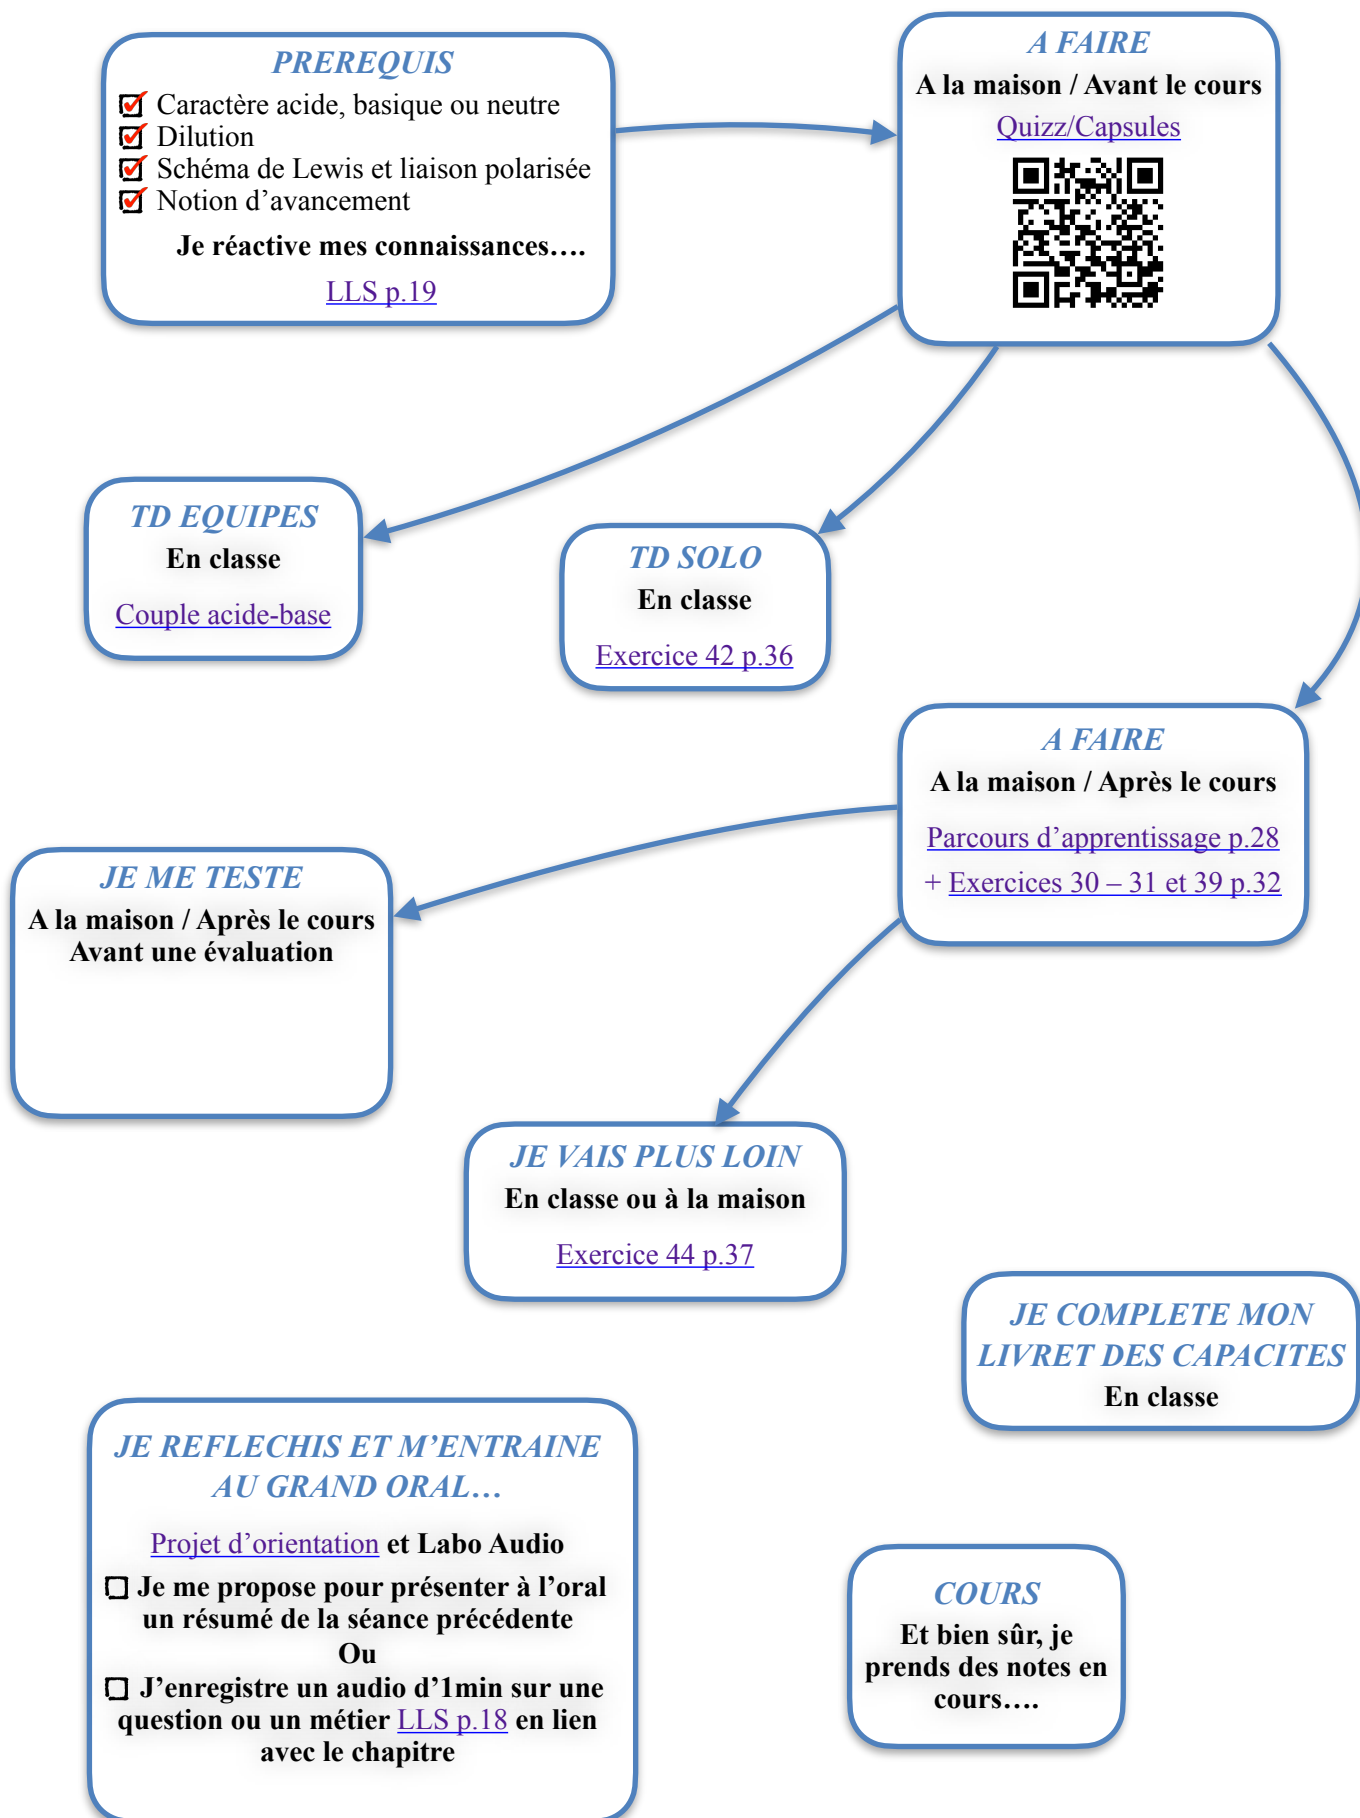 PREREQUIS
Caractère acide, basique ou neutre
Dilution
Schéma de Lewis et liaison polarisée
Notion d’avancement
Je réactive mes connaissances….
LLS p.19
A FAIRE
A la maison / Avant le cours
Quizz/Capsules
TD EQUIPES
En classe
Couple acide-base
TD SOLO
En classe
Exercice 42 p.36
A FAIRE
A la maison / Après le cours
Parcours d’apprentissage p.28
+ Exercices 30 – 31 et 39 p.32
JE ME TESTE
A la maison / Après le cours
Avant une évaluation
JE VAIS PLUS LOIN
En classe ou à la maison
Exercice 44 p.37
JE COMPLETE MON
LIVRET DES CAPACITES
En classe
JE REFLECHIS ET M’ENTRAINE
AU GRAND ORAL…
Projet d’orientation et Labo Audio
Je me propose pour présenter à l’oral
un résumé de la séance précédente
Ou
J’enregistre un audio d’1min sur une
question ou un métier LLS p.18 en lien
avec le chapitre
COURS
Et bien sûr, je
prends des notes en
cours….